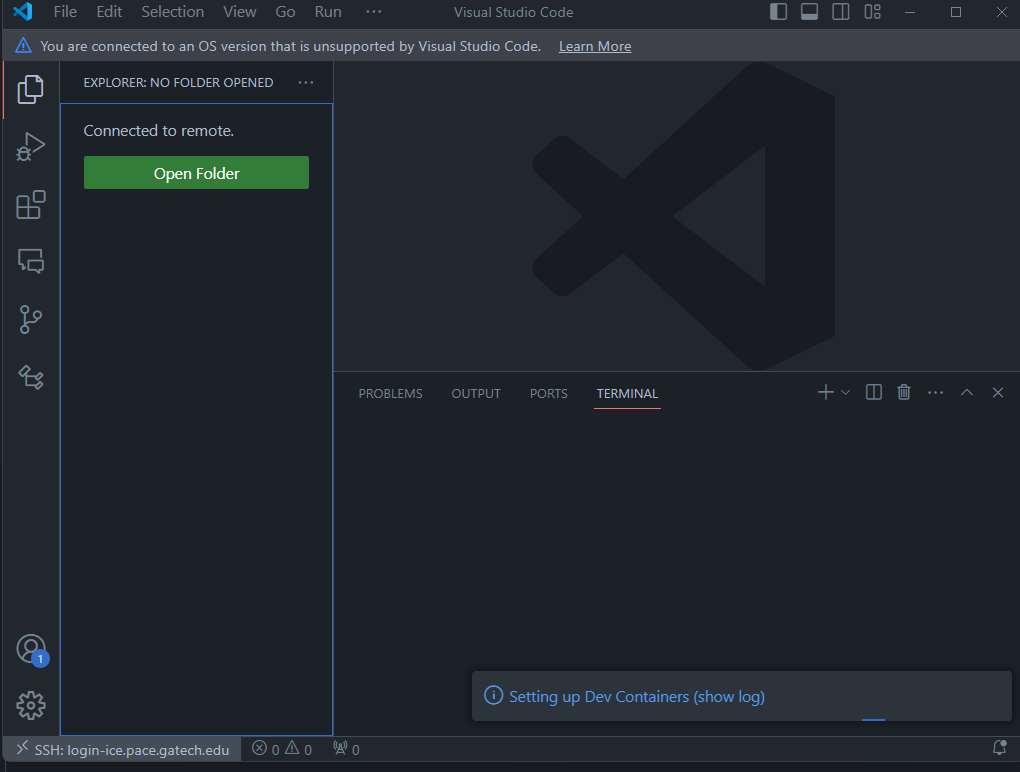 File Edit Selection View Go Run ··· Visual Studio Code
You are connected to an OS version that is unsupported by Visual Studio Code. Learn More
EXPLORER: NO FOLDER OPENED ···
Connected to remote.
Open Folder
PROBLEMS OUTPUT PORTS TERMINAL ···
1
Setting up Dev Containers (show log)
SSH: login-ice.pace.gatech.edu 0 0 0